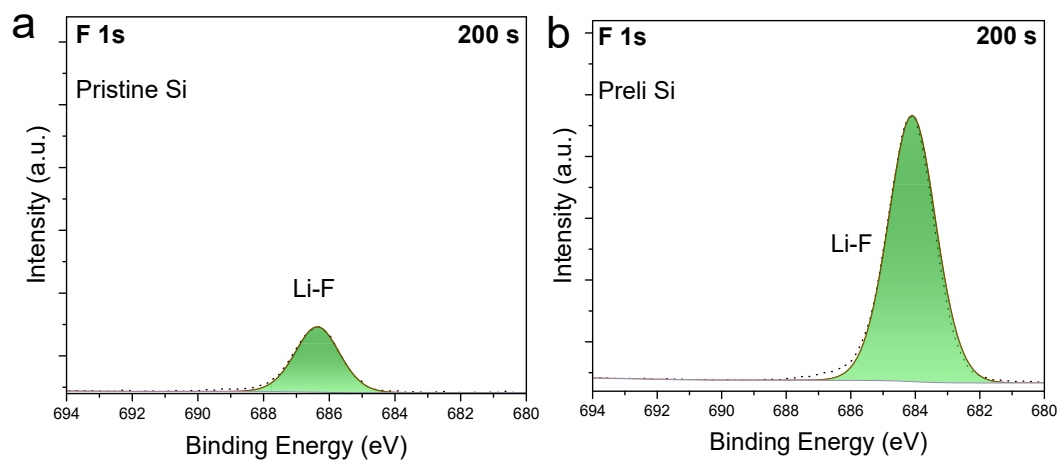 a
F 1s 200 s
Pristine Si
Li-F
Intensity (a.u.)
694 692 690 688 686 684 682 680
Binding Energy (eV)
b
F 1s 200 s
Preli Si
Li-F
Intensity (a.u.)
694 692 690 688 686 684 682 680
Binding Energy (eV)